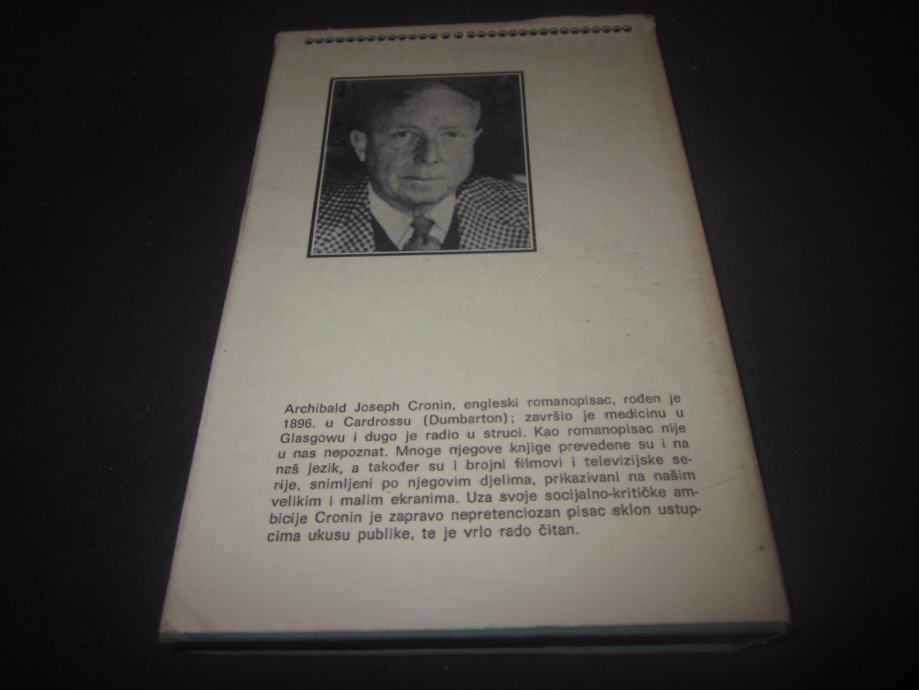 Archibald Joseph Cronin, engleski romanopisac, rođen je
1896. u Cardrossu (Dumbarton); završio je medicinu u
Glasgowu i dugo je radio u struci. Kao romanopisac nije
u nas nepoznat. Mnoge njegove knjige prevedene su i na
naš jezik, a također su i brojni filmovi i televizijske se-
rije, snimljeni po njegovim djelima, prikazivani na našim
velikim i malim ekranima. Uza svoje socijalno-kritičke am-
bicije Cronin je zapravo nepretenciozan pisac sklon ustup-
cima ukusu publike, te je vrlo rado čitan.